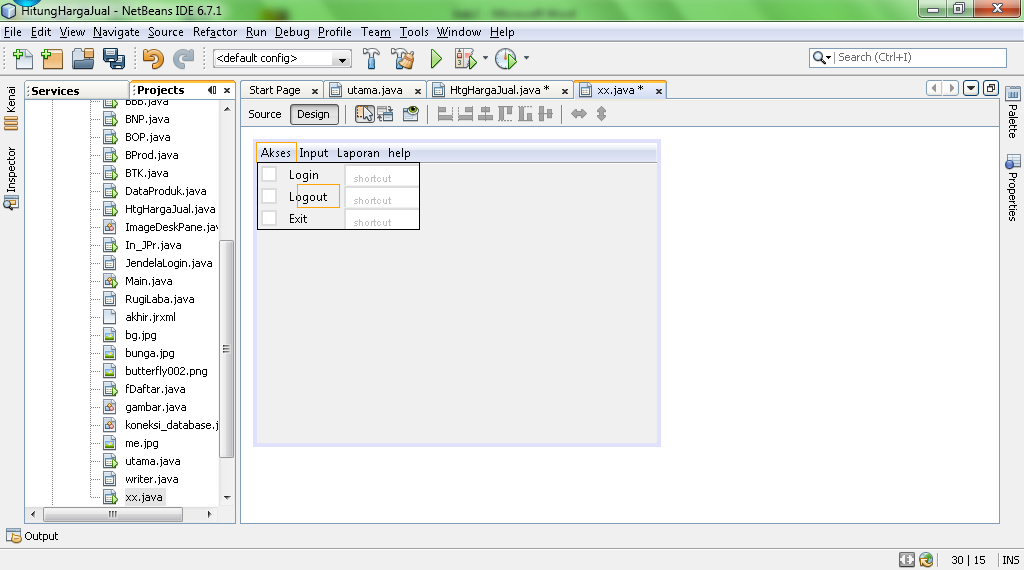 HitungHargaJual - NetBeans IDE 6.7.1
File Edit View Navigate Source Refactor Run Debug Profile Team Tools Window Help
<default config>
Search (Ctrl+I)
Kenai
Inspector
Services
Projects
Start Page
utama.java
HtgHargaJual.java *
xx.java *
Source
Design
Palette
Properties
BBB.java
BNP.java
BOP.java
BProd.java
BTK.java
DataProduk.java
HtgHargaJual.java
ImageDeskPane.jav
In_JPr.java
JendelaLogin.java
Main.java
RugiLaba.java
akhir.jrxml
bg.jpg
bunga.jpg
butterfly002.png
fDaftar.java
gambar.java
koneksi_database.j
me.jpg
utama.java
writer.java
xx.java
Akses Input Laporan help
Login shortcut
Logout shortcut
Exit shortcut
Output
30 | 15 INS